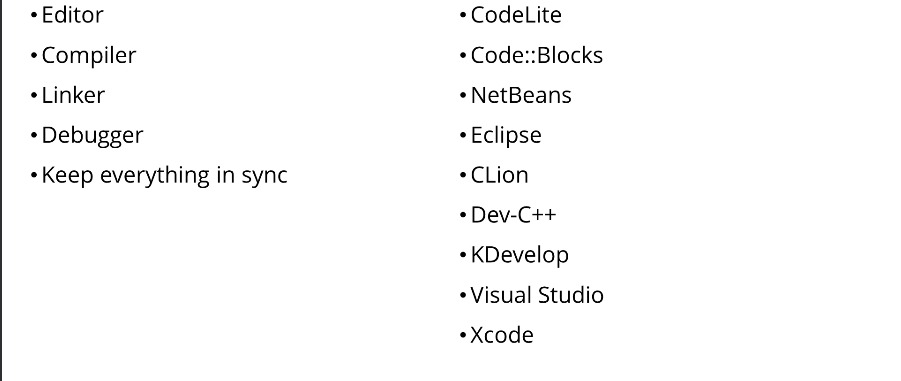 • Editor
• Compiler
• Linker
• Debugger
• Keep everything in sync
• CodeLite
• Code::Blocks
• NetBeans
• Eclipse
• CLion
• Dev-C++
• KDevelop
• Visual Studio
• Xcode